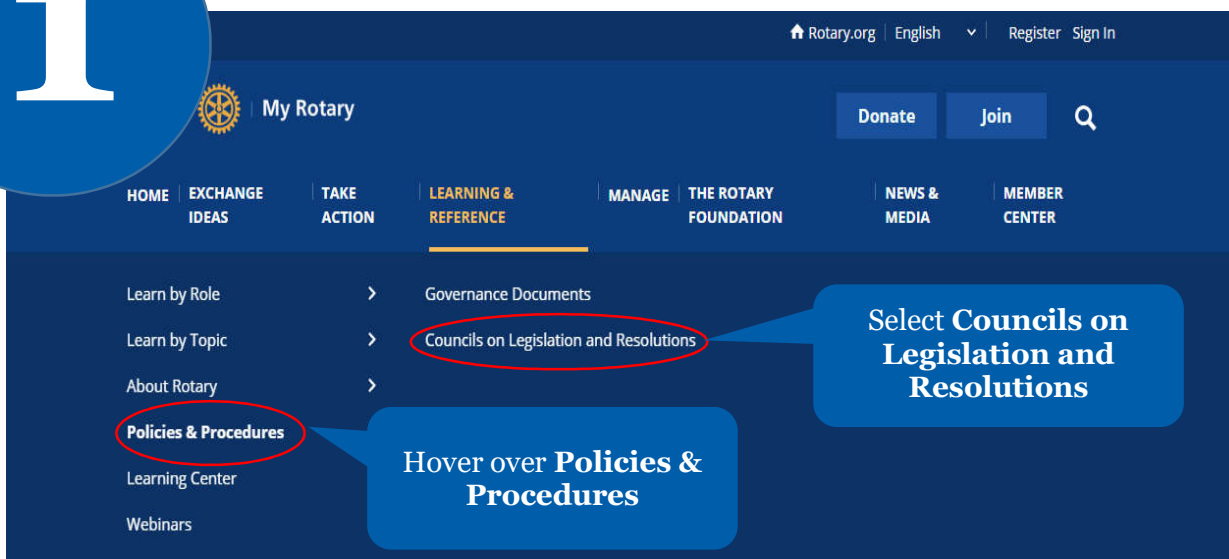 1
Rotary.org English Register Sign In
My Rotary
Donate Join
HOME EXCHANGE IDEAS TAKE ACTION LEARNING & REFERENCE MANAGE THE ROTARY FOUNDATION NEWS & MEDIA MEMBER CENTER
Learn by Role
Learn by Topic
About Rotary
Policies & Procedures
Learning Center
Webinars
Governance Documents
Councils on Legislation and Resolutions
Select Councils on
Legislation and
Resolutions
Hover over Policies &
Procedures